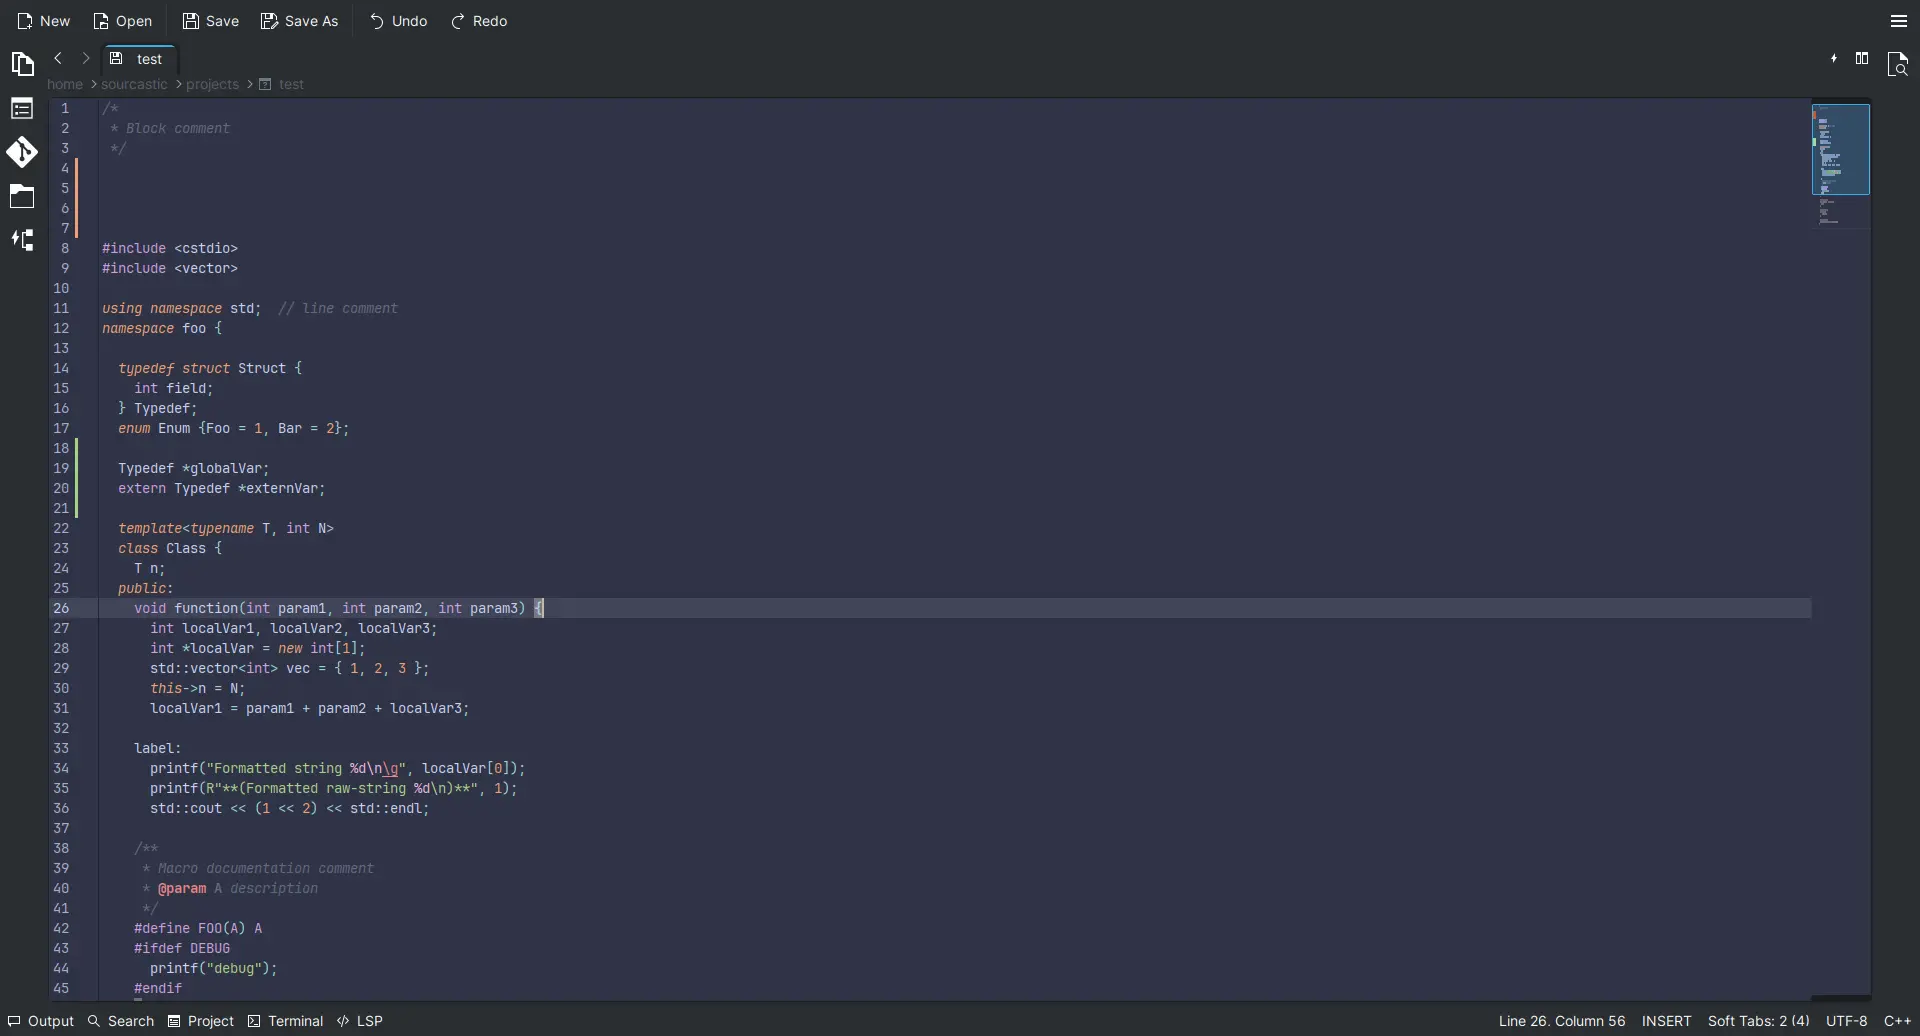 New Open Save Save As Undo Redo
test
home > sourcastic > projects > test
1 /*
2  * Block comment
3  */
4
5
6
7
8 #include <cstdio>
9 #include <vector>
10
11 using namespace std;  // line comment
12 namespace foo {
13
14   typedef struct Struct {
15     int field;
16   } Typedef;
17   enum Enum {Foo = 1, Bar = 2};
18
19   Typedef *globalVar;
20   extern Typedef *externVar;
21
22   template<typename T, int N>
23   class Class {
24     T n;
25   public:
26     void function(int param1, int param2, int param3) {
27       int localVar1, localVar2, localVar3;
28       int *localVar = new int[1];
29       std::vector<int> vec = { 1, 2, 3 };
30       this->n = N;
31       localVar1 = param1 + param2 + localVar3;
32
33     label:
34       printf("Formatted string %d\n\g", localVar[0]);
35       printf(R"**(Formatted raw-string %d\n)**", 1);
36       std::cout << (1 << 2) << std::endl;
37
38     /**
39      * Macro documentation comment
40      * @param A description
41      */
42     #define FOO(A) A
43     #ifdef DEBUG
44       printf("debug");
45     #endif
Output Search Project Terminal LSP Line 26. Column 56 INSERT Soft Tabs: 2 (4) UTF-8 C++